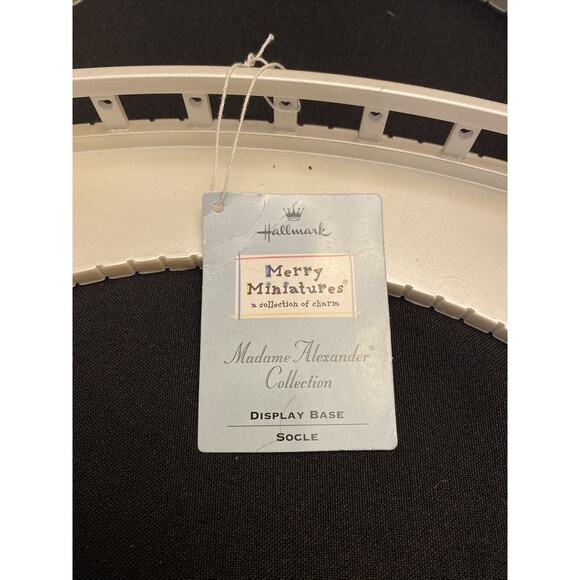 Hallmark
Merry
Miniatures®
a collection of charm
Madame Alexander®
Collection
DISPLAY BASE
SOCLE